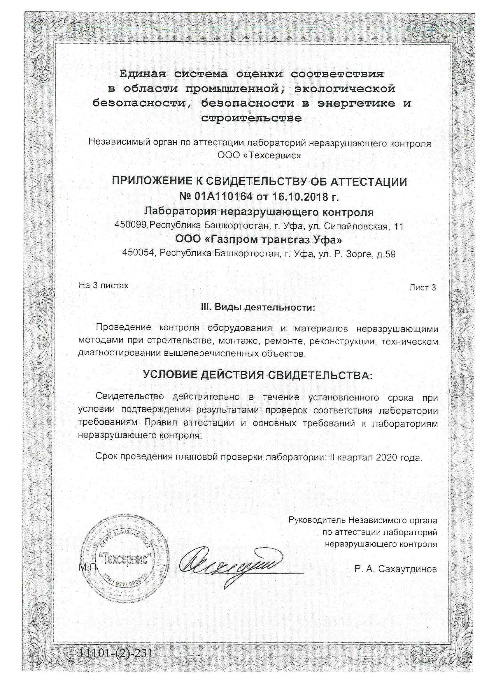 Единая система оценки соответствия
в области промышленной, экологической
безопасности, безопасности в энергетике и
строительстве
Независимый орган по аттестации лабораторий неразрушающего контроля
ООО «Техсервис»
ПРИЛОЖЕНИЕ К СВИДЕТЕЛЬСТВУ ОБ АТТЕСТАЦИИ
№ 01А110164 от 16.10.2018 г.
Лаборатория неразрушающего контроля
450099,Республика Башкортостан, г. Уфа, ул. Сипайловская, 11
ООО «Газпром трансгаз Уфа»
450054, Республика Башкортостан, г. Уфа, ул. Р. Зорге, д.59
На 3 листах
Лист 3
III. Виды деятельности:
Проведение контроля оборудования и материалов неразрушающими
методами при строительстве, монтаже, ремонте, реконструкции, техническом
диагностировании вышеперечисленных объектов.
УСЛОВИЕ ДЕЙСТВИЯ СВИДЕТЕЛЬСТВА:
Свидетельство действительно в течение установленного срока при
условии подтверждения результатами проверок соответствия лаборатории
требованиям Правил аттестации и основных требований к лабораториям
неразрушающего контроля.
Срок проведения плановой проверки лаборатории: II квартал 2020 года.
Руководитель Независимого органа
по аттестации лабораторий
неразрушающего контроля
"Техсервис"
М.П.
Р. А. Сахаутдинов
11101-(2)-231